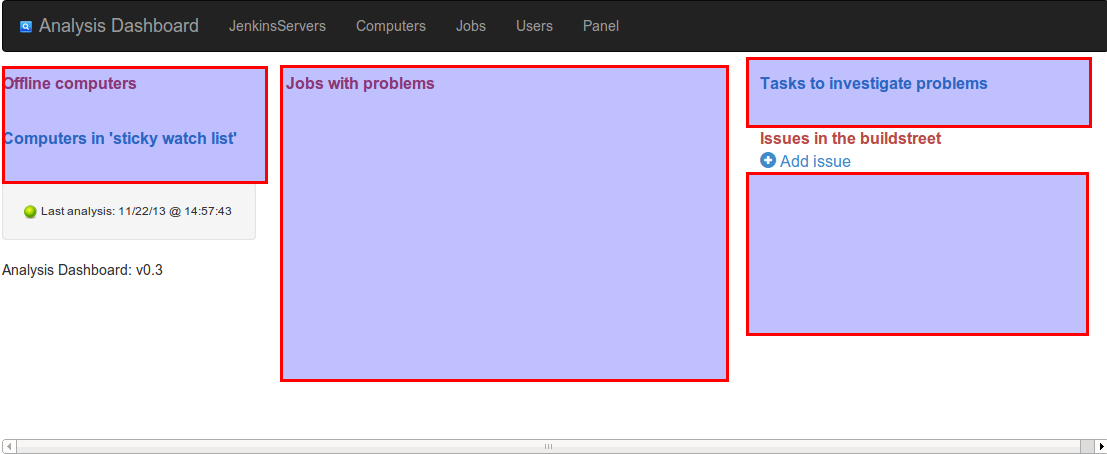 Analysis Dashboard JenkinsServers Computers Jobs Users Panel
Offline computers
Computers in 'sticky watch list'
Last analysis: 11/22/13 @ 14:57:43
Analysis Dashboard: v0.3
Jobs with problems
Tasks to investigate problems
Issues in the buildstreet
Add issue